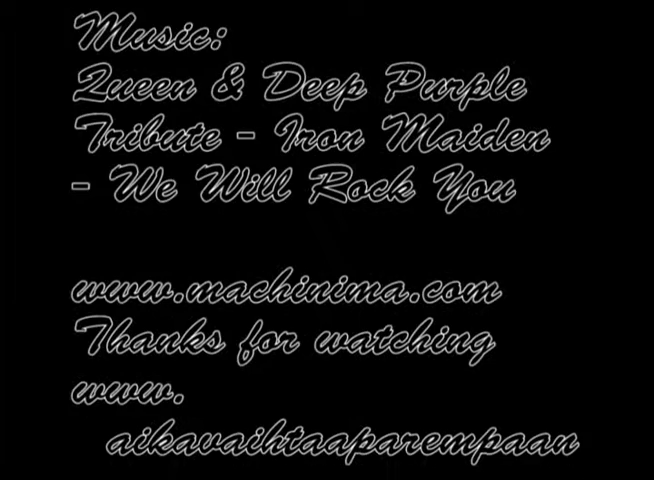 Music:
Queen & Deep Purple
Tribute - Iron Maiden
- We Will Rock You
www.machinima.com
Thanks for watching
www.
aikavaihtaaparempaan